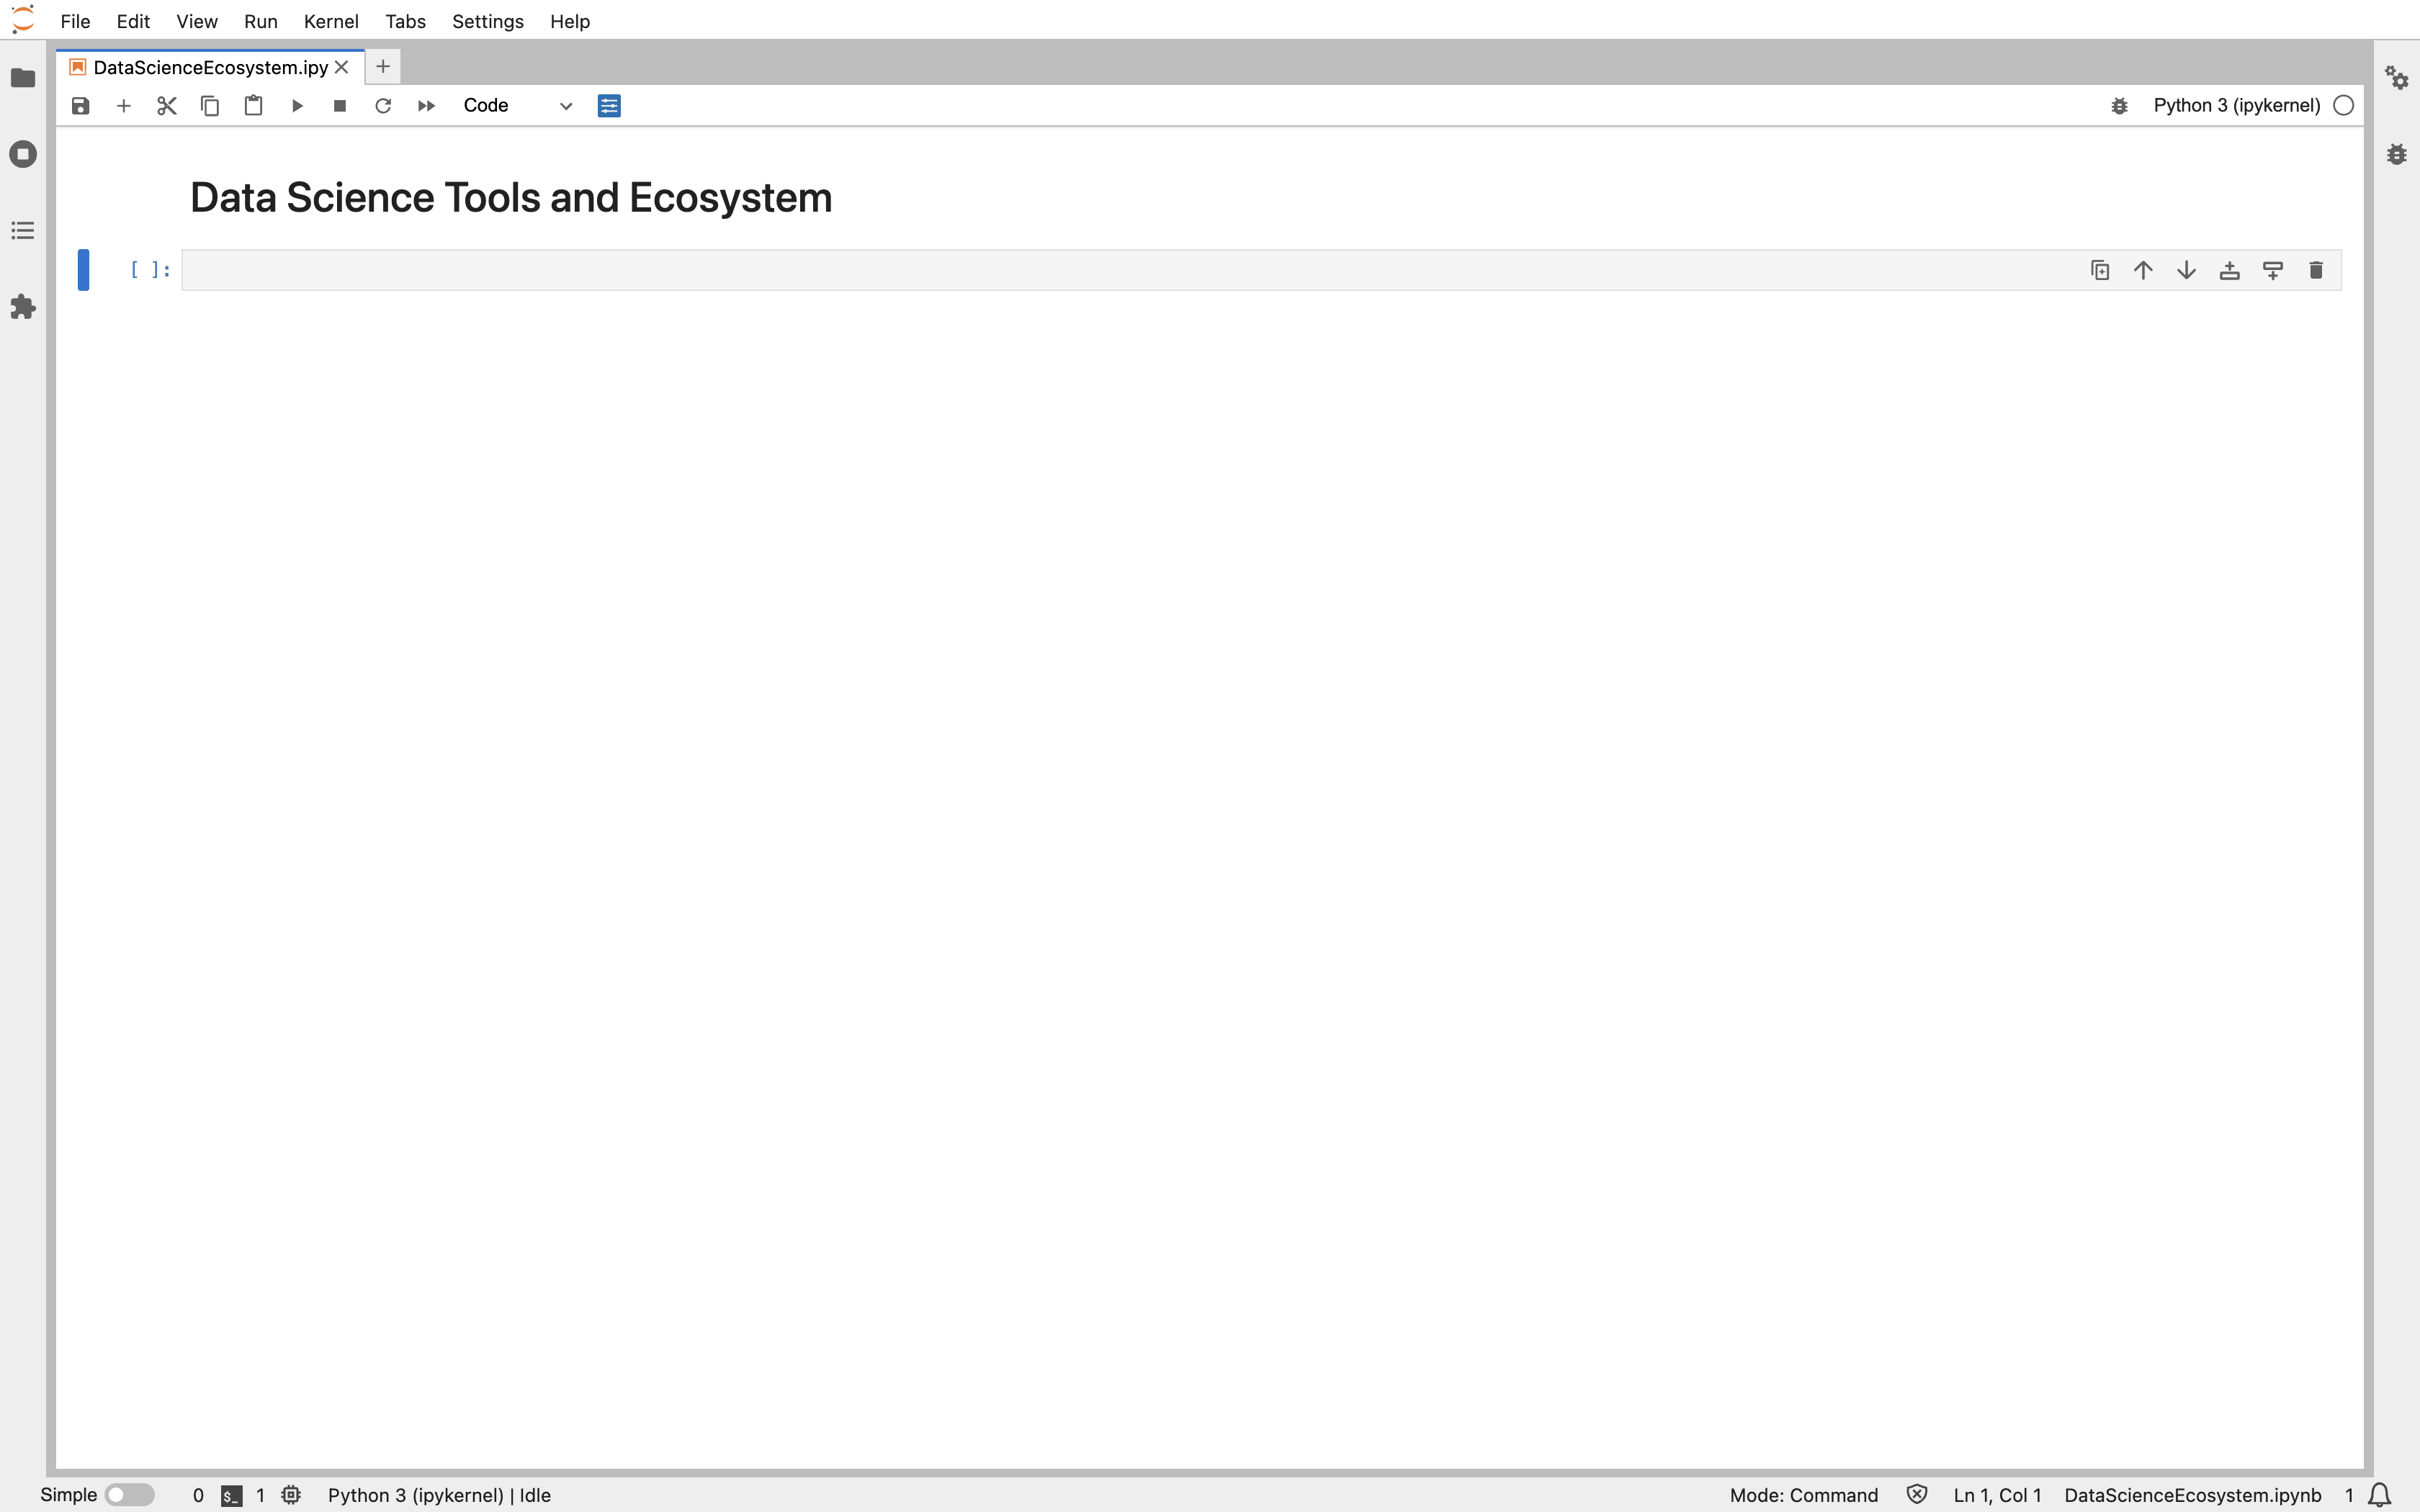 File Edit View Run Kernel Tabs Settings Help
DataScienceEcosystem.ipy
Code
Python 3 (ipykernel)
Data Science Tools and Ecosystem
[ ]:
Simple 0 $_ 1 Python 3 (ipykernel) | Idle Mode: Command Ln 1, Col 1 DataScienceEcosystem.ipynb 1